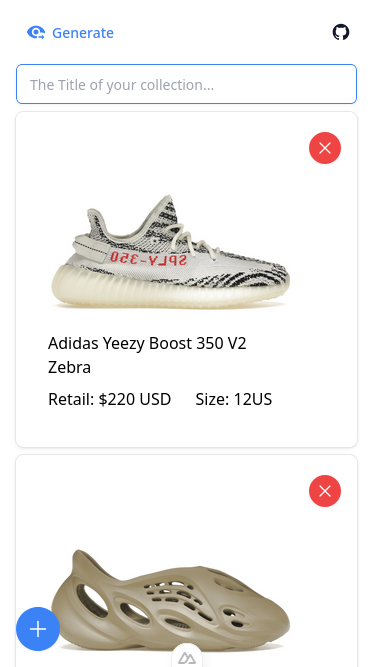 Generate
The Title of your collection...
SPLY-350
Adidas Yeezy Boost 350 V2
Zebra
Retail: $220 USD Size: 12US